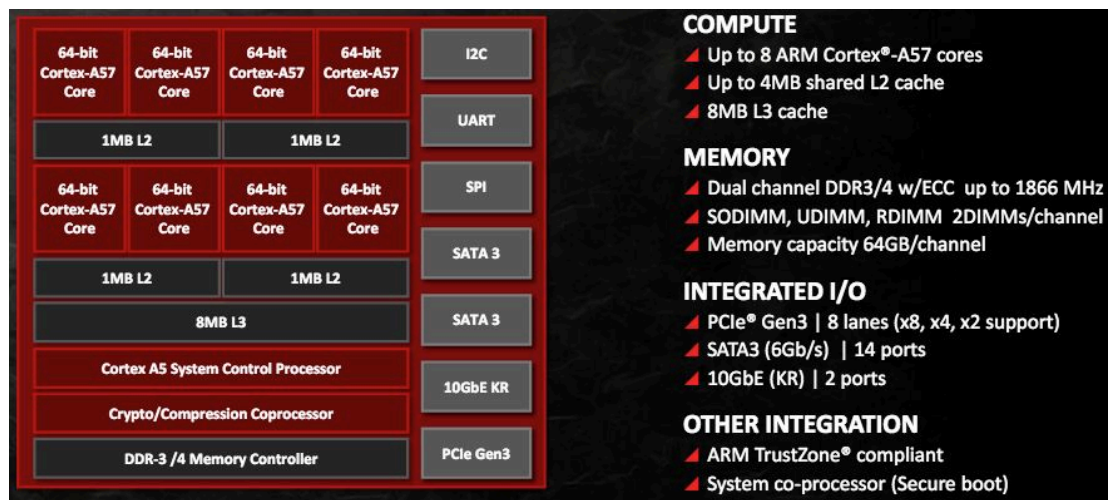 64-bit Cortex-A57 Core
64-bit Cortex-A57 Core
64-bit Cortex-A57 Core
64-bit Cortex-A57 Core
1MB L2
1MB L2
64-bit Cortex-A57 Core
64-bit Cortex-A57 Core
64-bit Cortex-A57 Core
64-bit Cortex-A57 Core
1MB L2
1MB L2
8MB L3
Cortex A5 System Control Processor
Crypto/Compression Coprocessor
DDR-3 /4 Memory Controller
I2C
UART
SPI
SATA 3
SATA 3
10GbE KR
PCIe Gen3
COMPUTE
Up to 8 ARM Cortex®-A57 cores
Up to 4MB shared L2 cache
8MB L3 cache
MEMORY
Dual channel DDR3/4 w/ECC up to 1866 MHz
SODIMM, UDIMM, RDIMM 2DIMMs/channel
Memory capacity 64GB/channel
INTEGRATED I/O
PCIe® Gen3 | 8 lanes (x8, x4, x2 support)
SATA3 (6Gb/s) | 14 ports
10GbE (KR) | 2 ports
OTHER INTEGRATION
ARM TrustZone® compliant
System co-processor (Secure boot)